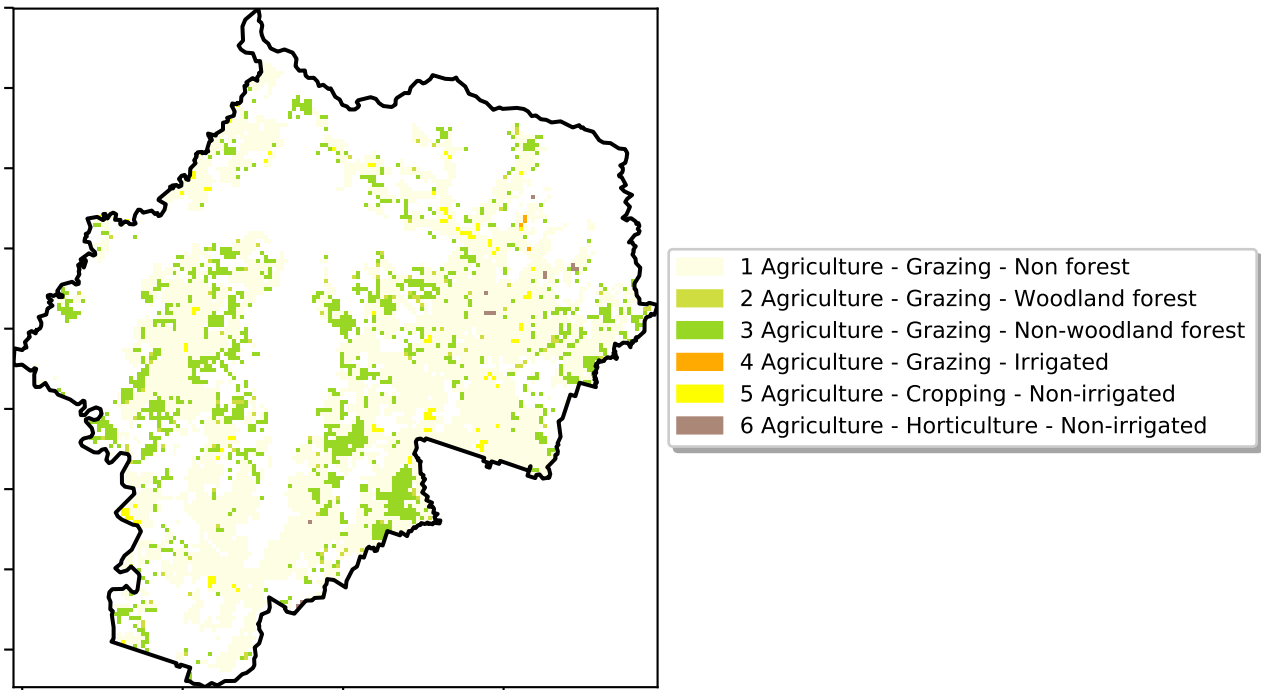 1 Agriculture - Grazing - Non forest
2 Agriculture - Grazing - Woodland forest
3 Agriculture - Grazing - Non-woodland forest
4 Agriculture - Grazing - Irrigated
5 Agriculture - Cropping - Non-irrigated
6 Agriculture - Horticulture - Non-irrigated